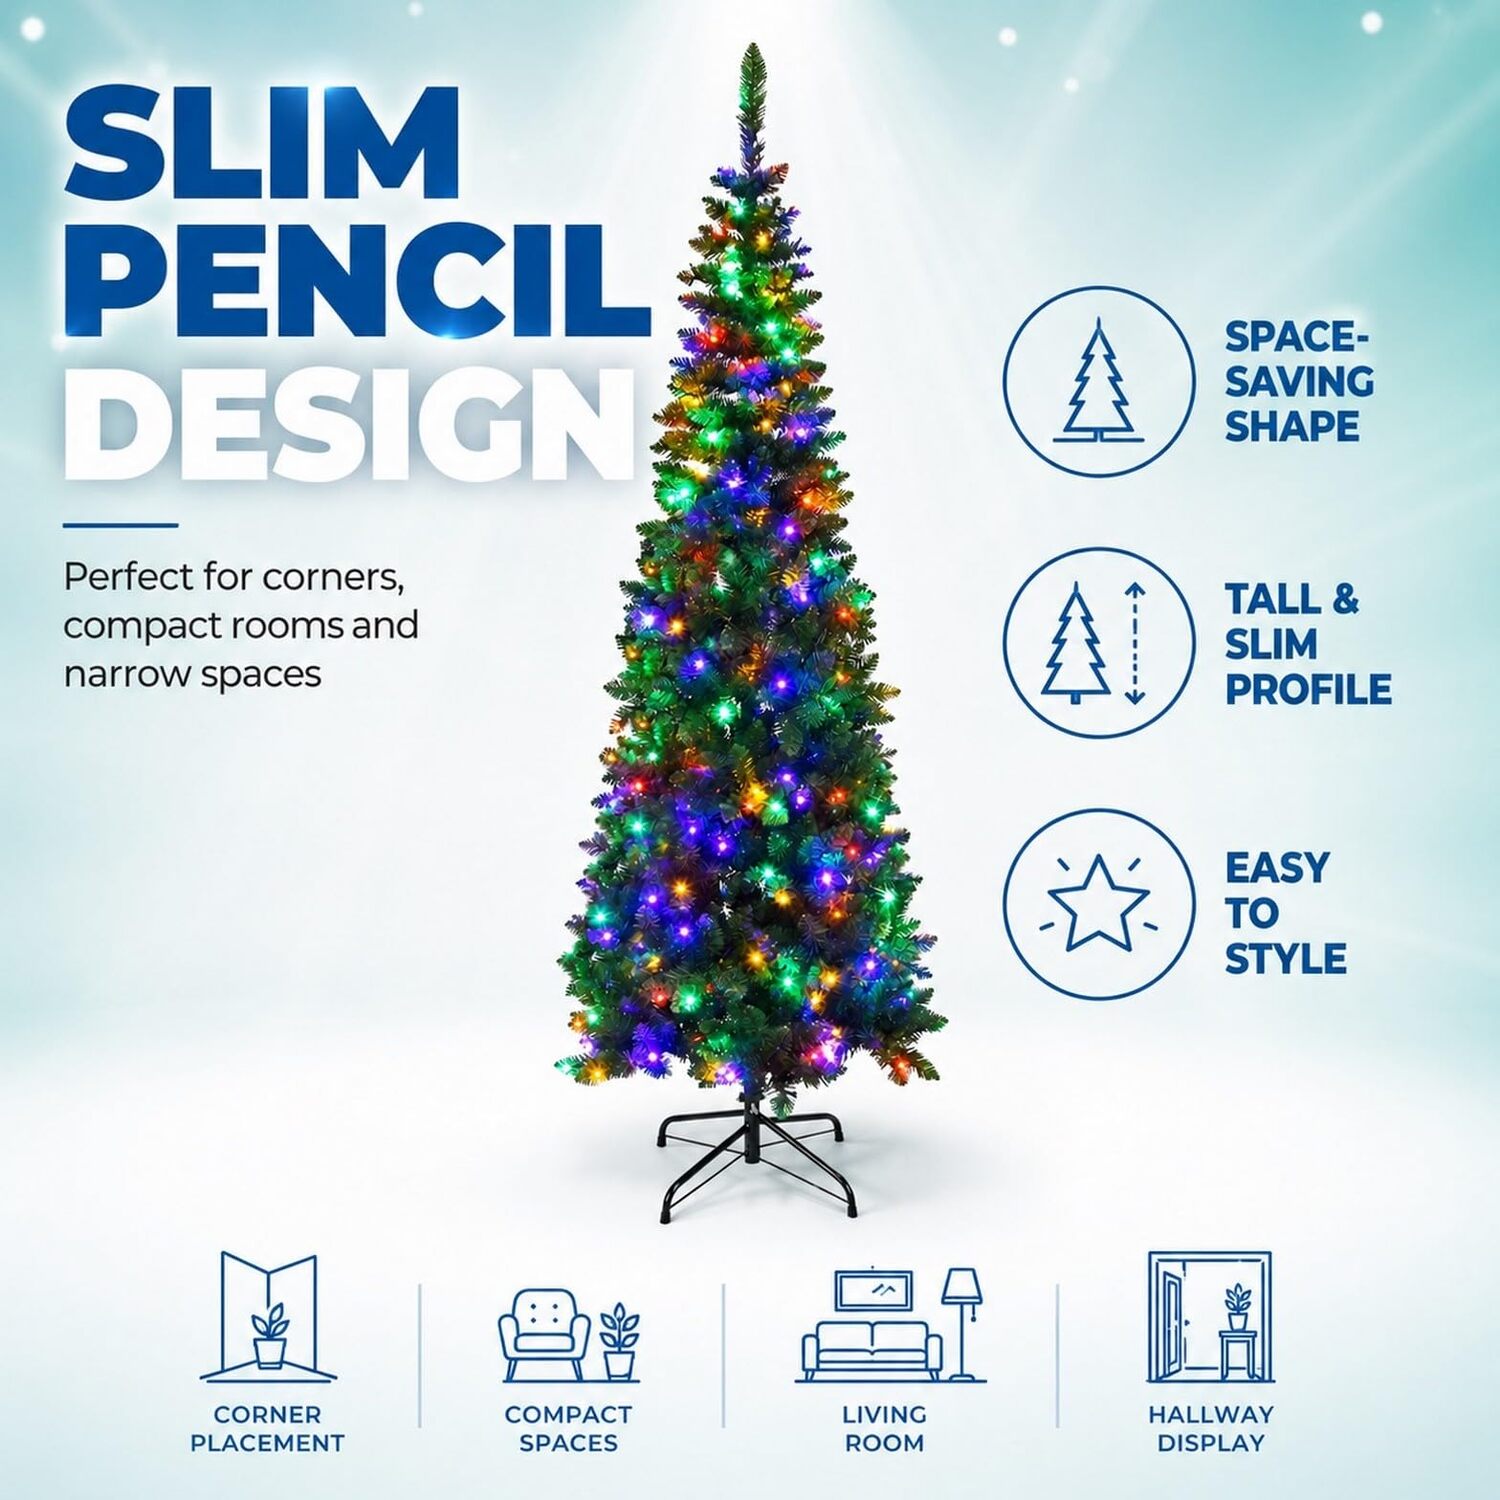 SLIM
PENCIL
DESIGN
Perfect for corners,
compact rooms and
narrow spaces
SPACE-
SAVING
SHAPE
TALL &
SLIM
PROFILE
EASY
TO
STYLE
CORNER
PLACEMENT
COMPACT
SPACES
LIVING
ROOM
HALLWAY
DISPLAY